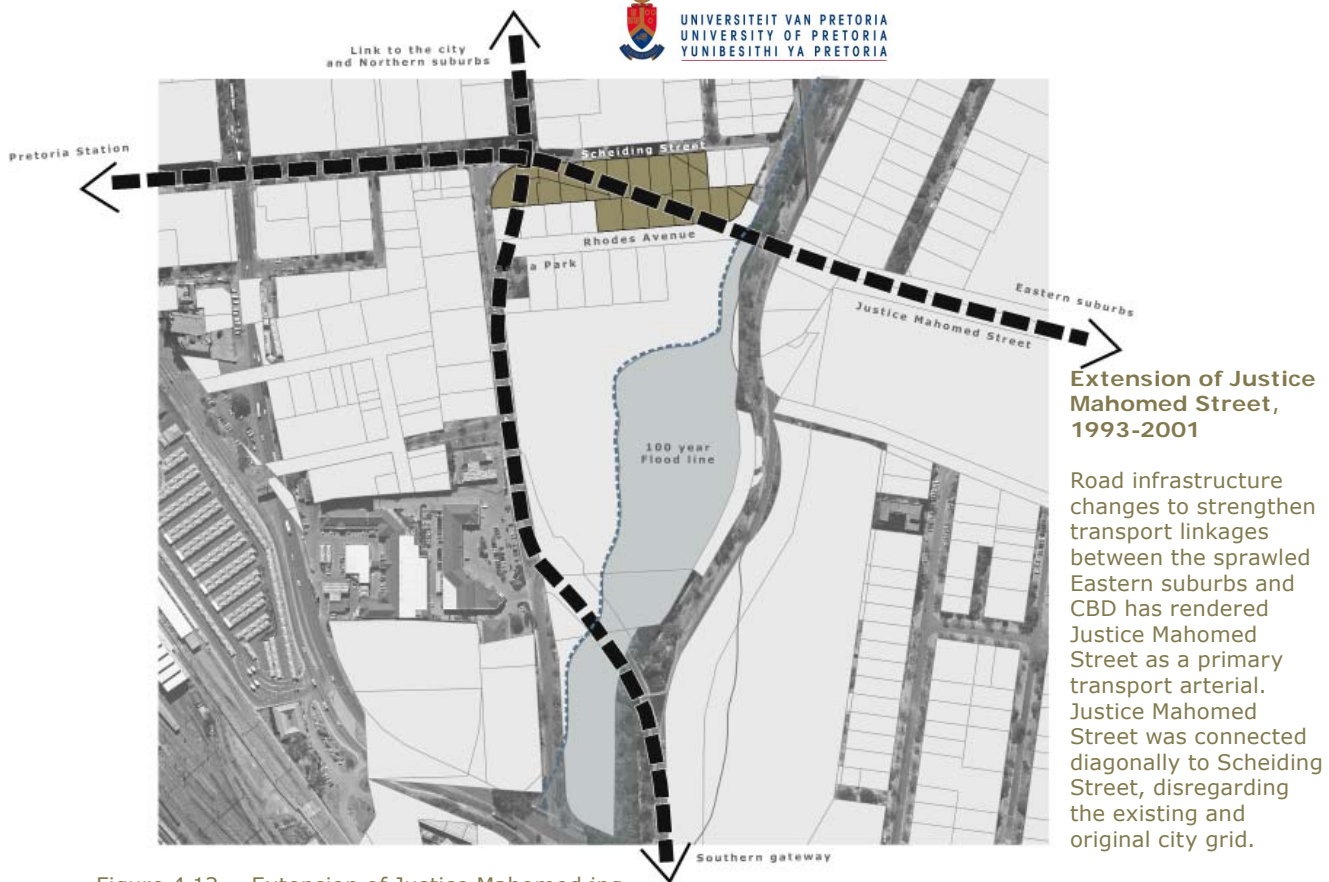 UNIVERSITEIT VAN PRETORIA
UNIVERSITY OF PRETORIA
YUNIBESITHI YA PRETORIA
Link to the city
and Northern suburbs
Pretoria Station
Scheiding Street
Rhodes Avenue
a Park
Eastern suburbs
Justice Mahomed Street
100 year
Flood line
Southern gateway
Extension of Justice
Mahomed Street,
1993-2001
Road infrastructure
changes to strengthen
transport linkages
between the sprawled
Eastern suburbs and
CBD has rendered
Justice Mahomed
Street as a primary
transport arterial.
Justice Mahomed
Street was connected
diagonally to Scheiding
Street, disregarding
the existing and
original city grid.